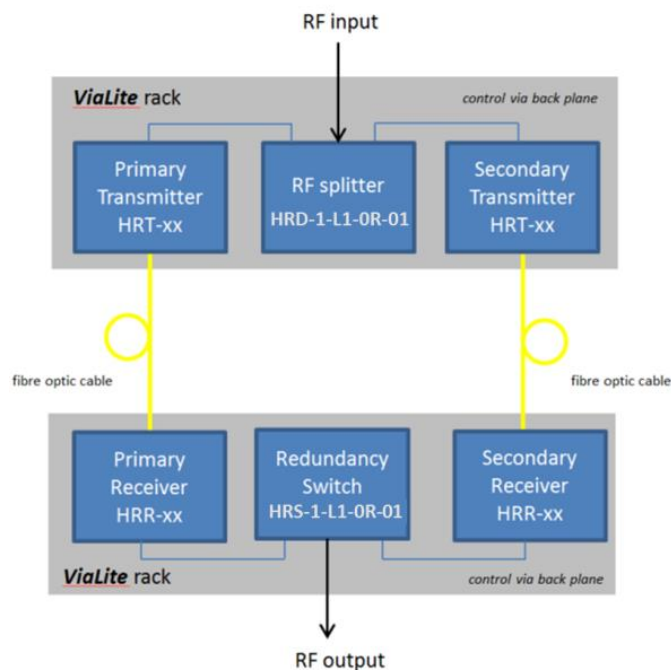 RF input
ViaLite rack
control via back plane
Primary
Transmitter
HRT-xx
RF splitter
HRD-1-L1-0R-01
Secondary
Transmitter
HRT-xx
fibre optic cable
fibre optic cable
Primary
Receiver
HRR-xx
Redundancy
Switch
HRS-1-L1-0R-01
Secondary
Receiver
HRR-xx
ViaLite rack
control via back plane
RF output